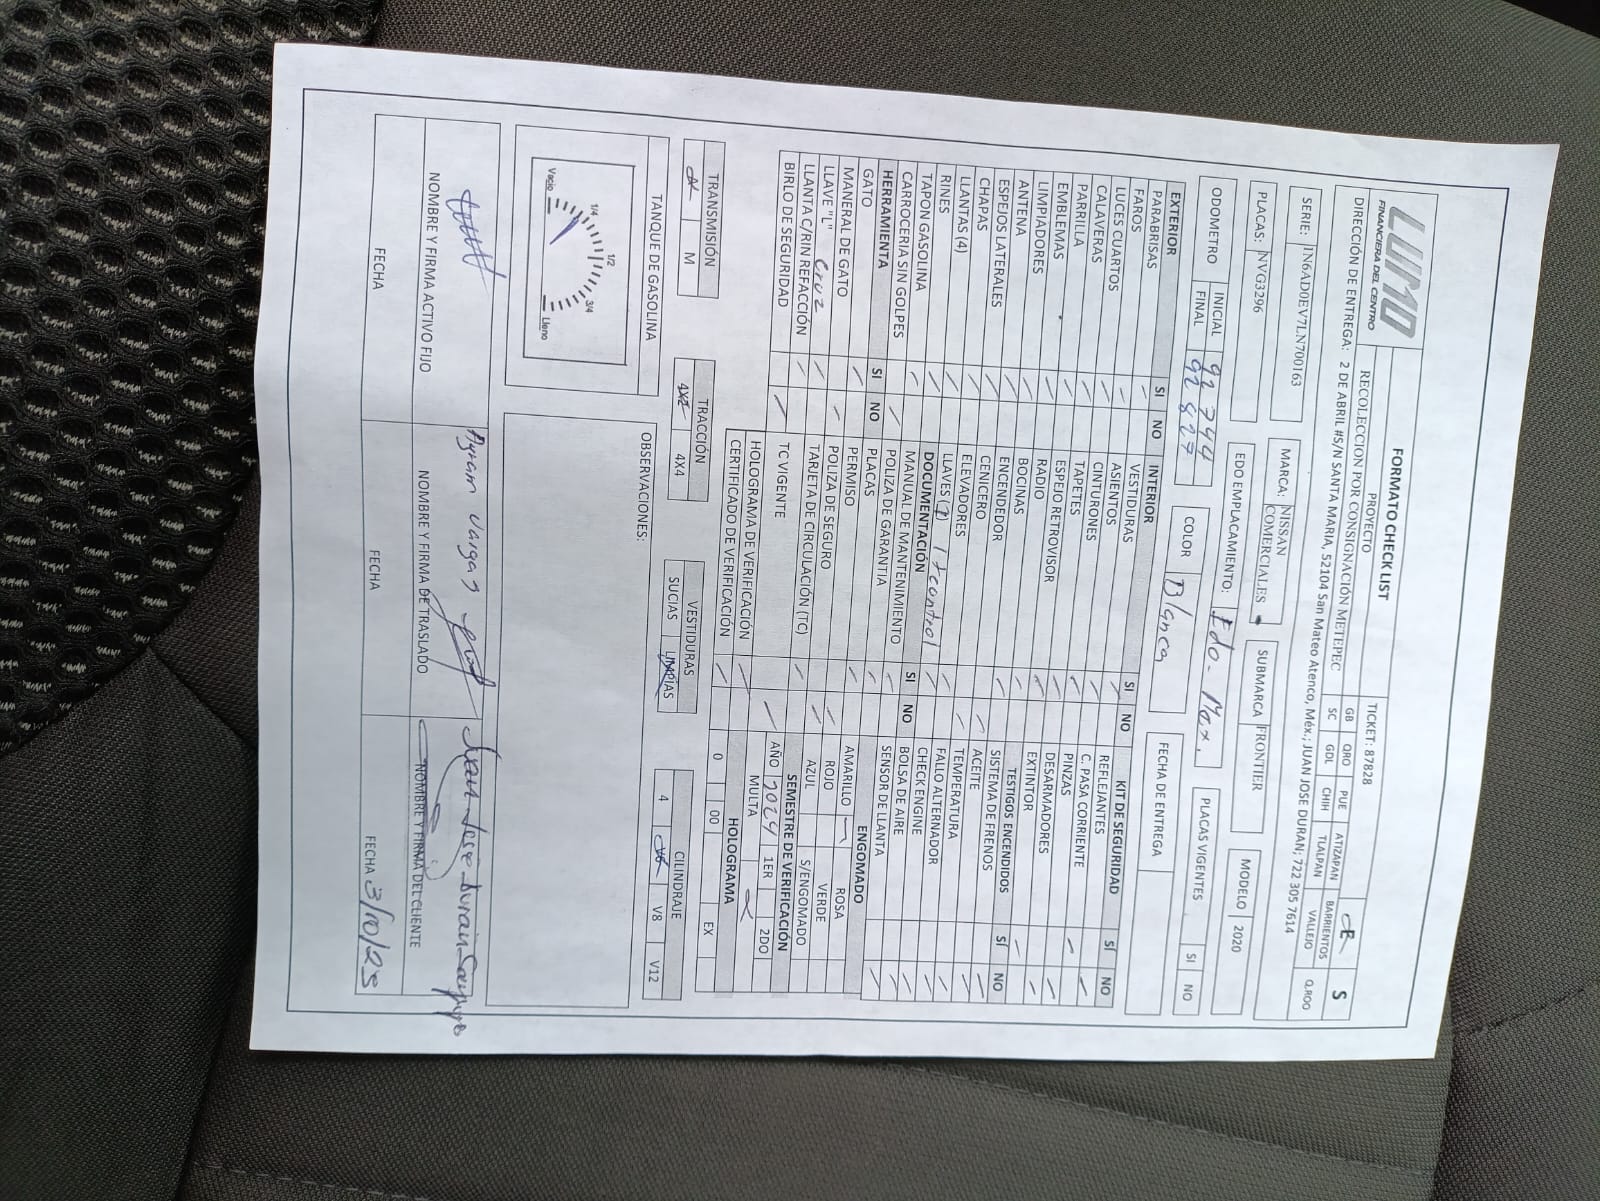 LUMO
FINANCIERA DEL CENTRO
FORMATO CHECK LIST
PROYECTO
RECOLECCION POR CONSIGNACIÓN METEPEC
TICKET: 87828
E S
GB QRO PUE ATIZAPAN BARRIENTOS Q.ROO
SC GDL CHIH TLALPAN VALLEJO
DIRECCIÓN DE ENTREGA: 2 DE ABRIL #S/N SANTA MARIA, 52104 San Mateo Atenco, Méx.; JUAN JOSE DURAN; 722 305 7614
SERIE: 1N6AD0EV7LN700163
MARCA: NISSAN COMERCIALES
SUBMARCA FRONTIER
MODELO 2020
PLACAS: NVG3296
EDO EMPLACAMIENTO: Edo. Mex.
PLACAS VIGENTES SI NO
ODOMETRO INICIAL 92 744
FINAL 92 827
COLOR Blanca
FECHA DE ENTREGA
EXTERIOR SI NO
PARABRISAS
FAROS
LUCES CUARTOS
CALAVERAS
PARRILLA
EMBLEMAS
LIMPIADORES
ANTENA
ESPEJOS LATERALES
CHAPAS
LLANTAS (4)
RINES
TAPON GASOLINA
CARROCERIA SIN GOLPES
HERRAMIENTA SI NO
GATO
MANERAL DE GATO
LLAVE "L" cruz
LLANTA C/RIN REFACCIÓN
BIRLO DE SEGURIDAD
INTERIOR SI NO
VESTIDURAS
ASIENTOS
CINTURONES
TAPETES
ESPEJO RETROVISOR
RADIO
BOCINAS
ENCENDEDOR
CENICERO
ELEVADORES
LLAVES (1) 1 control
DOCUMENTACIÓN SI NO
MANUAL DE MANTENIMIENTO
POLIZA DE GARANTIA
PLACAS
PERMISO
POLIZA DE SEGURO
TARJETA DE CIRCULACIÓN (TC)
TC VIGENTE
HOLOGRAMA DE VERIFICACIÓN
CERTIFICADO DE VERIFICACIÓN
KIT DE SEGURIDAD SÍ NO
REFLEJANTES
C. PASA CORRIENTE
PINZAS
DESARMADORES
EXTINTOR
TESTIGOS ENCENDIDOS SÍ NO
SISTEMA DE FRENOS
ACEITE
TEMPERATURA
FALLO ALTERNADOR
CHECK ENGINE
BOLSA DE AIRE
SENSOR DE LLANTA
ENGOMADO
AMARILLO ROSA
ROJO VERDE
AZUL S/ENGOMADO
SEMESTRE DE VERIFICACIÓN
AÑO 2024 1ER 2DO
MULTA
HOLOGRAMA
0 00 EX
TRANSMISIÓN
A M
TRACCIÓN
4X2 4X4
VESTIDURAS
SUCIAS LIMPIAS
CILINDRAJE
4 V6 V8 V12
TANQUE DE GASOLINA
Vacio 1/4 1/2 3/4 Lleno
OBSERVACIONES:
Vargas
Juan José Durán
NOMBRE Y FIRMA ACTIVO FIJO
NOMBRE Y FIRMA DE TRASLADO
NOMBRE Y FIRMA DEL CLIENTE
FECHA
FECHA
FECHA 3/10/25